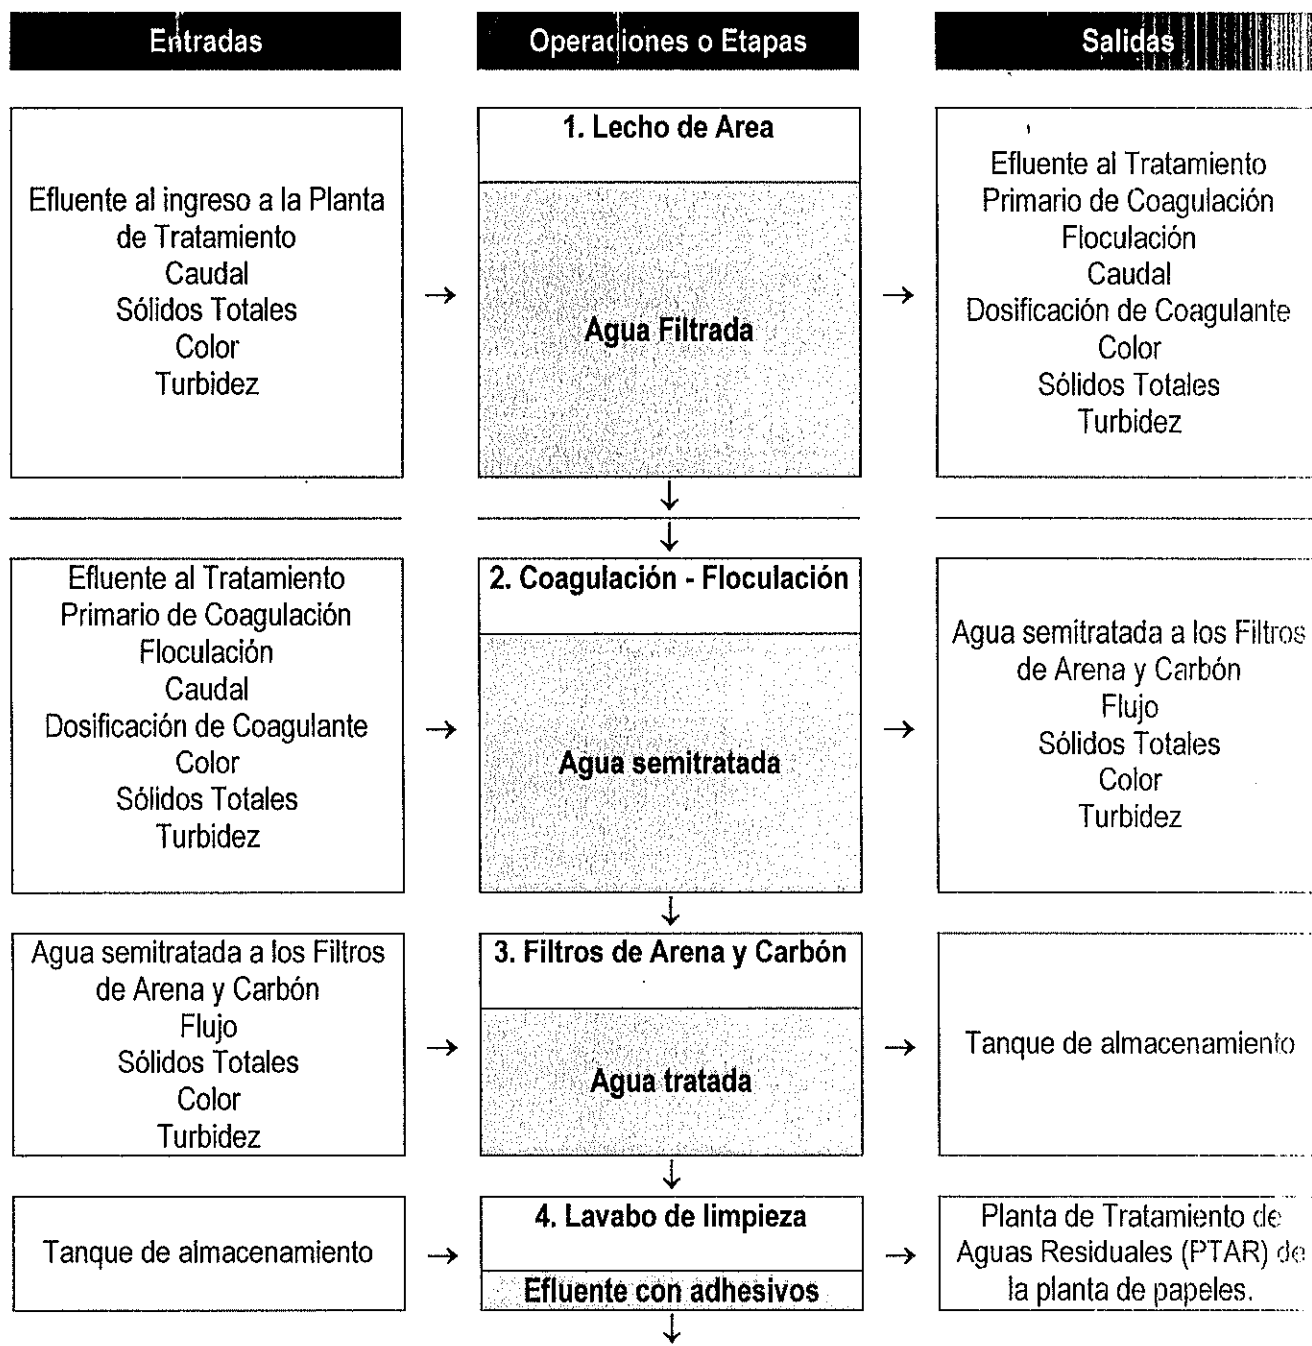 Entradas
Operaciones o Etapas
Salidas
Efluente al ingreso a la Planta
de Tratamiento
Caudal
Sólidos Totales
Color
Turbidez
→
1. Lecho de Area
Agua Filtrada
→
Efluente al Tratamiento
Primario de Coagulación
Floculación
Caudal
Dosificación de Coagulante
Color
Sólidos Totales
Turbidez
↓
↓
Efluente al Tratamiento
Primario de Coagulación
Floculación
Caudal
Dosificación de Coagulante
Color
Sólidos Totales
Turbidez
→
2. Coagulación - Floculación
Agua semitratada
→
Agua semitratada a los Filtros
de Arena y Carbón
Flujo
Sólidos Totales
Color
Turbidez
↓
Agua semitratada a los Filtros
de Arena y Carbón
Flujo
Sólidos Totales
Color
Turbidez
→
3. Filtros de Arena y Carbón
Agua tratada
→
Tanque de almacenamiento
↓
Tanque de almacenamiento
→
4. Lavabo de limpieza
Efluente con adhesivos
→
Planta de Tratamiento de
Aguas Residuales (PTAR) de
la planta de papeles.
↓